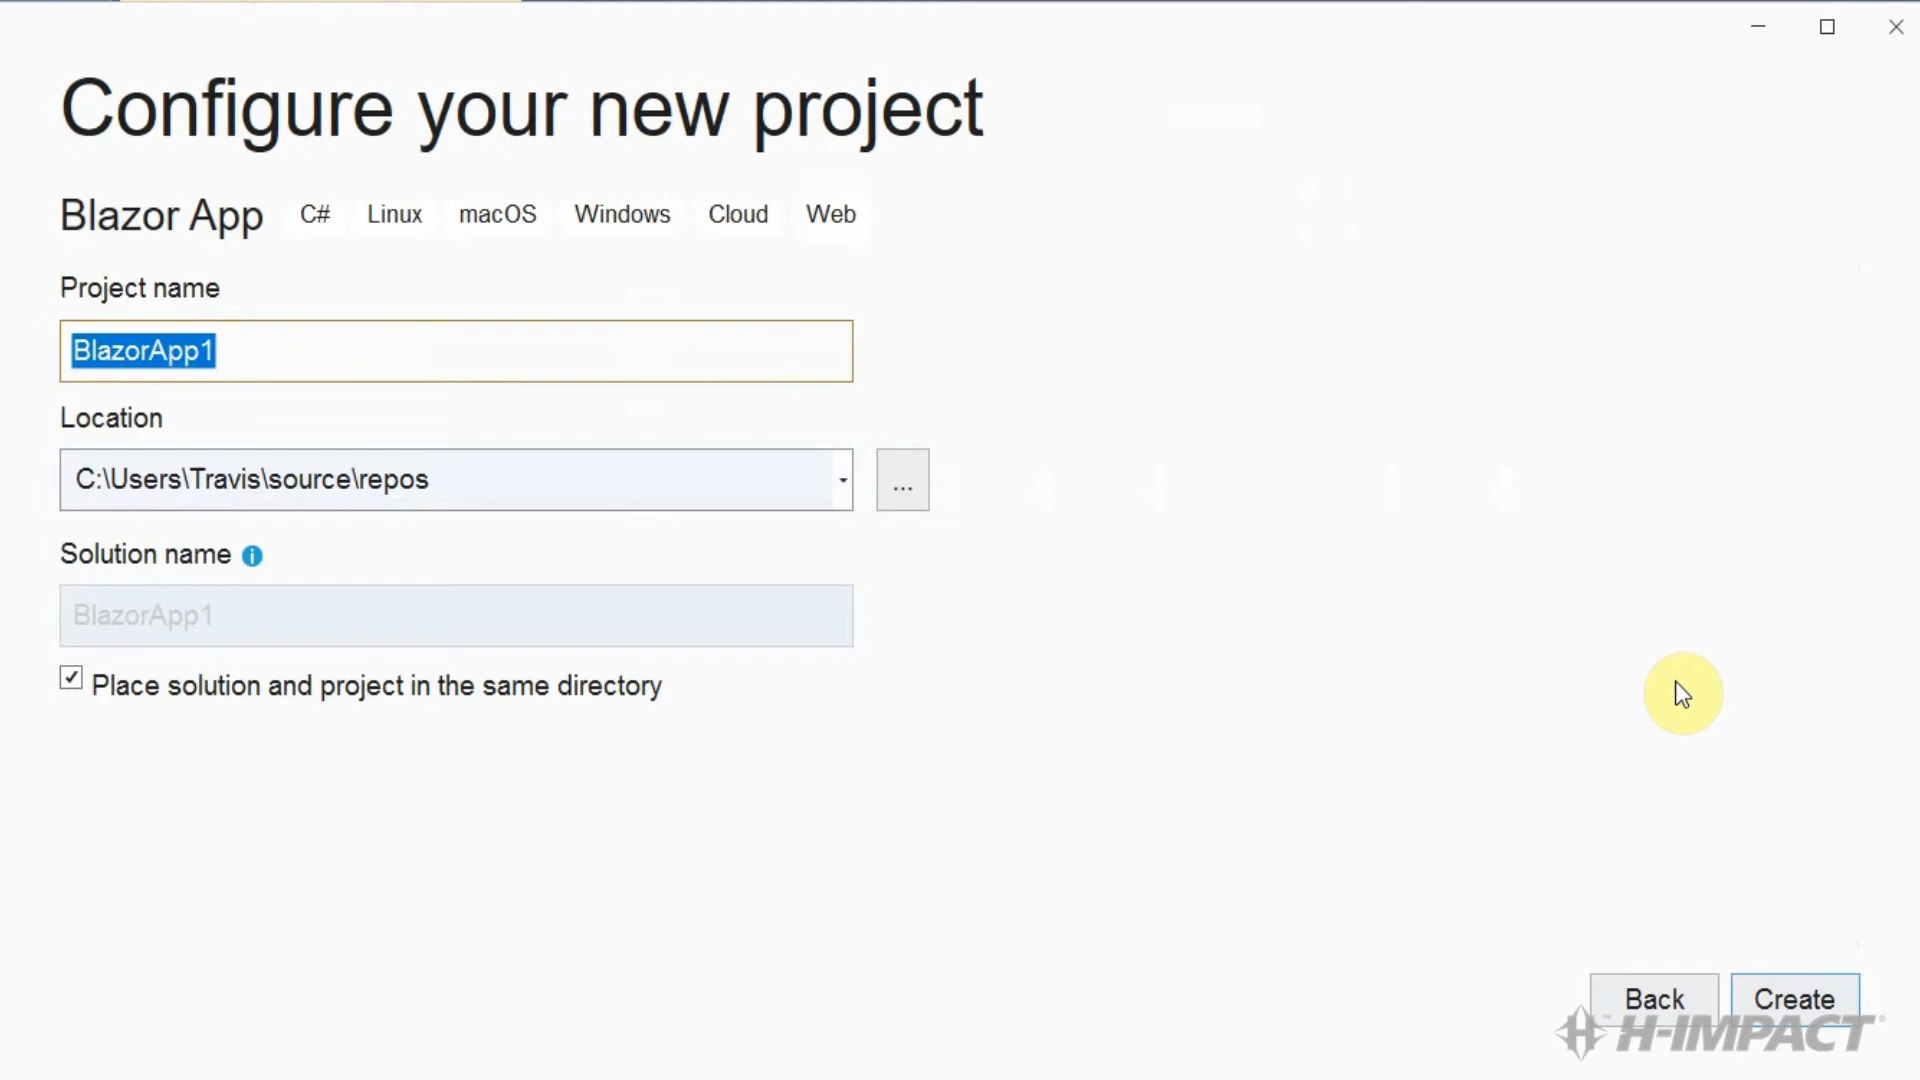 Configure your new project
Blazor App C# Linux macOS Windows Cloud Web
Project name
BlazorApp1
Location
C:\Users\Travis\source\repos
...
Solution name
BlazorApp1
Place solution and project in the same directory
Back Create
H-IMPACT